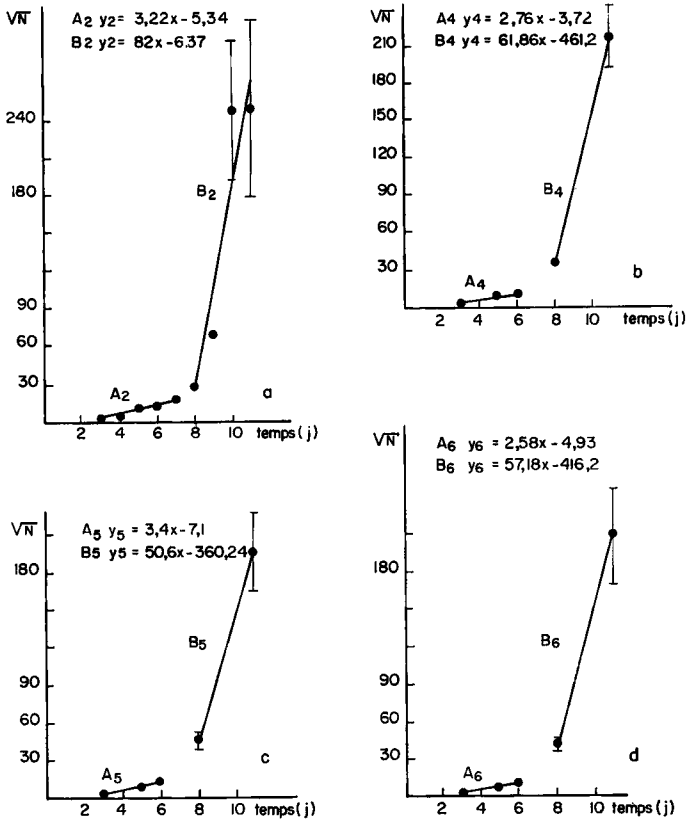 √N
A2 y2= 3,22x-5,34
B2 y2= 82x-6.37
240
180
90
60
30
B2
A2
a
2 4 6 8 10 temps(j)
√N
A4 y4= 2,76x-3,72
B4 y4= 61,86x-461,2
210
180
150
120
90
60
30
B4
A4
b
2 4 6 8 10 temps(j)
√N
A5 y5 = 3,4x-7,1
B5 y5= 50,6x-360,24
180
90
60
30
B5
A5
c
2 4 6 8 10 temps(j)
√N
A6 y6 = 2,58x-4,93
B6 y6 = 57,18x-416,2
180
90
60
30
B6
A6
d
2 4 6 8 10 temps(j)